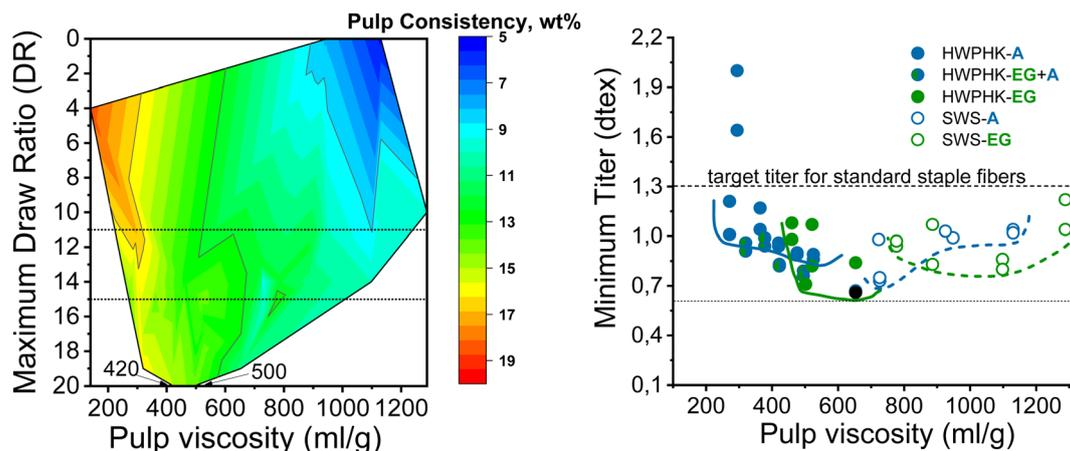 Pulp Consistency, wt%
Maximum Draw Ratio (DR)
0
2
4
6
8
10
12
14
16
18
20
420
500
200 400 600 800 1000 1200
Pulp viscosity (ml/g)
5
7
9
11
13
15
17
19
Minimum Titer (dtex)
2,2
1,9
1,6
1,3
1,0
0,7
0,4
0,1
HWPHK-A
HWPHK-EG+A
HWPHK-EG
SWS-A
SWS-EG
target titer for standard staple fibers
200 400 600 800 1000 1200
Pulp viscosity (ml/g)